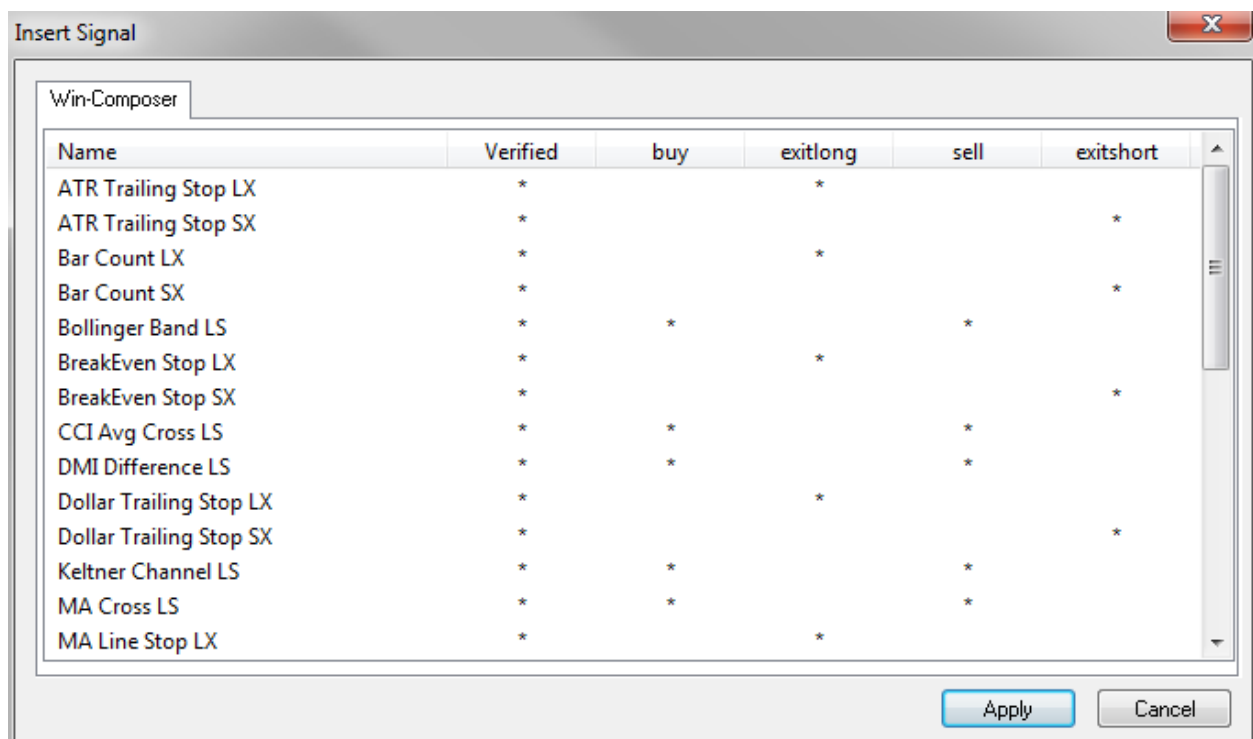 Insert Signal
Win-Composer
Name Verified buy exitlong sell exitshort
ATR Trailing Stop LX * *
ATR Trailing Stop SX * *
Bar Count LX * *
Bar Count SX * *
Bollinger Band LS * * *
BreakEven Stop LX * *
BreakEven Stop SX * *
CCI Avg Cross LS * * *
DMI Difference LS * * *
Dollar Trailing Stop LX * *
Dollar Trailing Stop SX * *
Keltner Channel LS * * *
MA Cross LS * * *
MA Line Stop LX * *
Apply Cancel